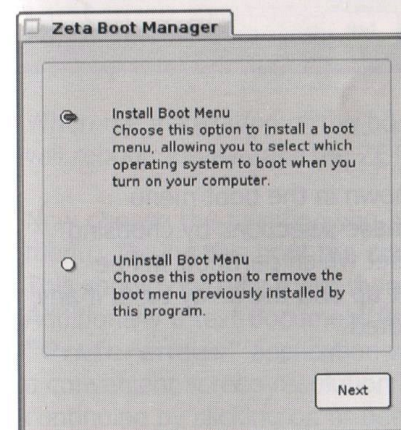 Zeta Boot Manager
Install Boot Menu
Choose this option to install a boot
menu, allowing you to select which
operating system to boot when you
turn on your computer.
Uninstall Boot Menu
Choose this option to remove the
boot menu previously installed by
this program.
Next